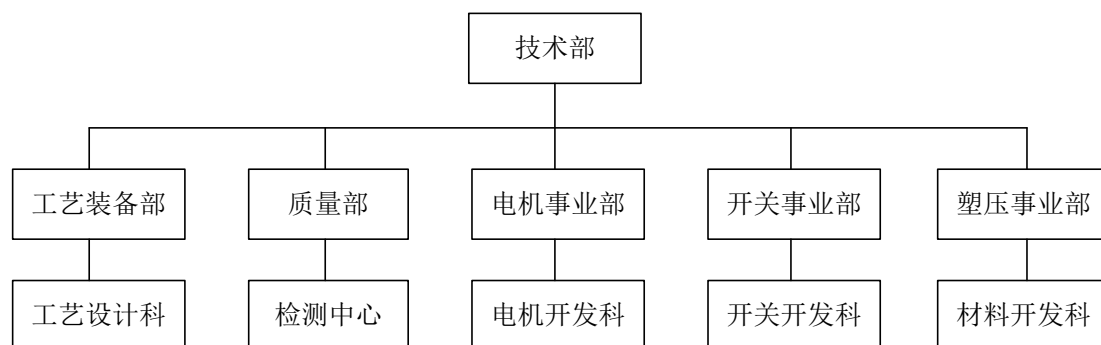 技术部
工艺装备部
质量部
电机事业部
开关事业部
塑压事业部
工艺设计科
检测中心
电机开发科
开关开发科
材料开发科